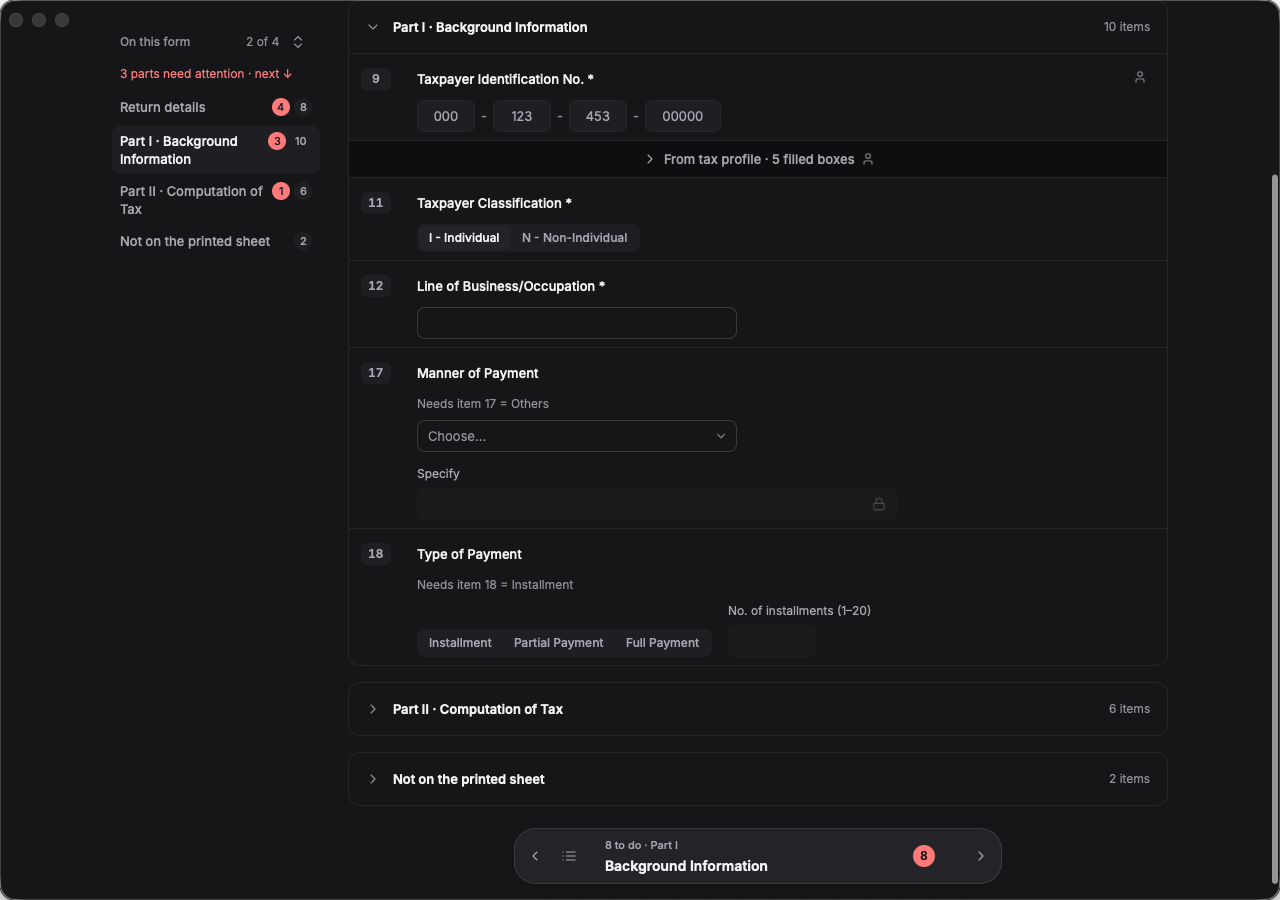 On this form
2 of 4
3 parts need attention · next ↓
Return details
4
8
Part I · Background
Information
3
10
Part II · Computation of
Tax
1
6
Not on the printed sheet
2
Part I · Background Information
10 items
9
Taxpayer Identification No. *
000 - 123 - 453 - 00000
From tax profile · 5 filled boxes
11
Taxpayer Classification *
I - Individual
N - Non-Individual
12
Line of Business/Occupation *
17
Manner of Payment
Needs item 17 = Others
Choose...
Specify
18
Type of Payment
Needs item 18 = Installment
No. of installments (1–20)
Installment
Partial Payment
Full Payment
Part II · Computation of Tax
6 items
Not on the printed sheet
2 items
8 to do · Part I
Background Information
8